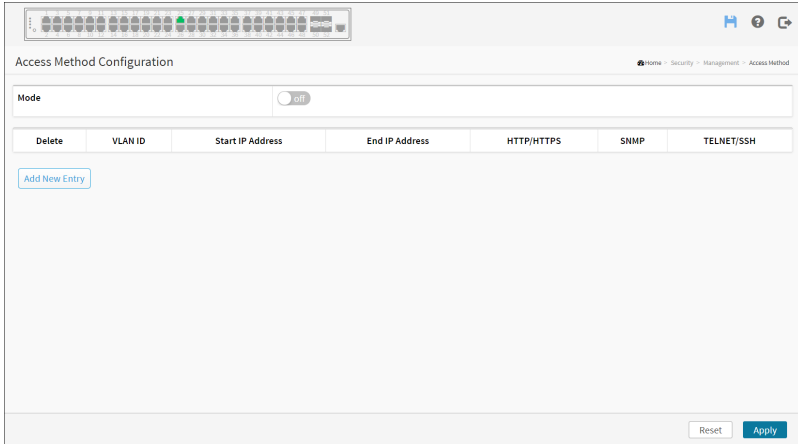 Access Method Configuration
Home > Security > Management > Access Method
Mode
off
Delete VLAN ID Start IP Address End IP Address HTTP/HTTPS SNMP TELNET/SSH
Add New Entry
Reset Apply